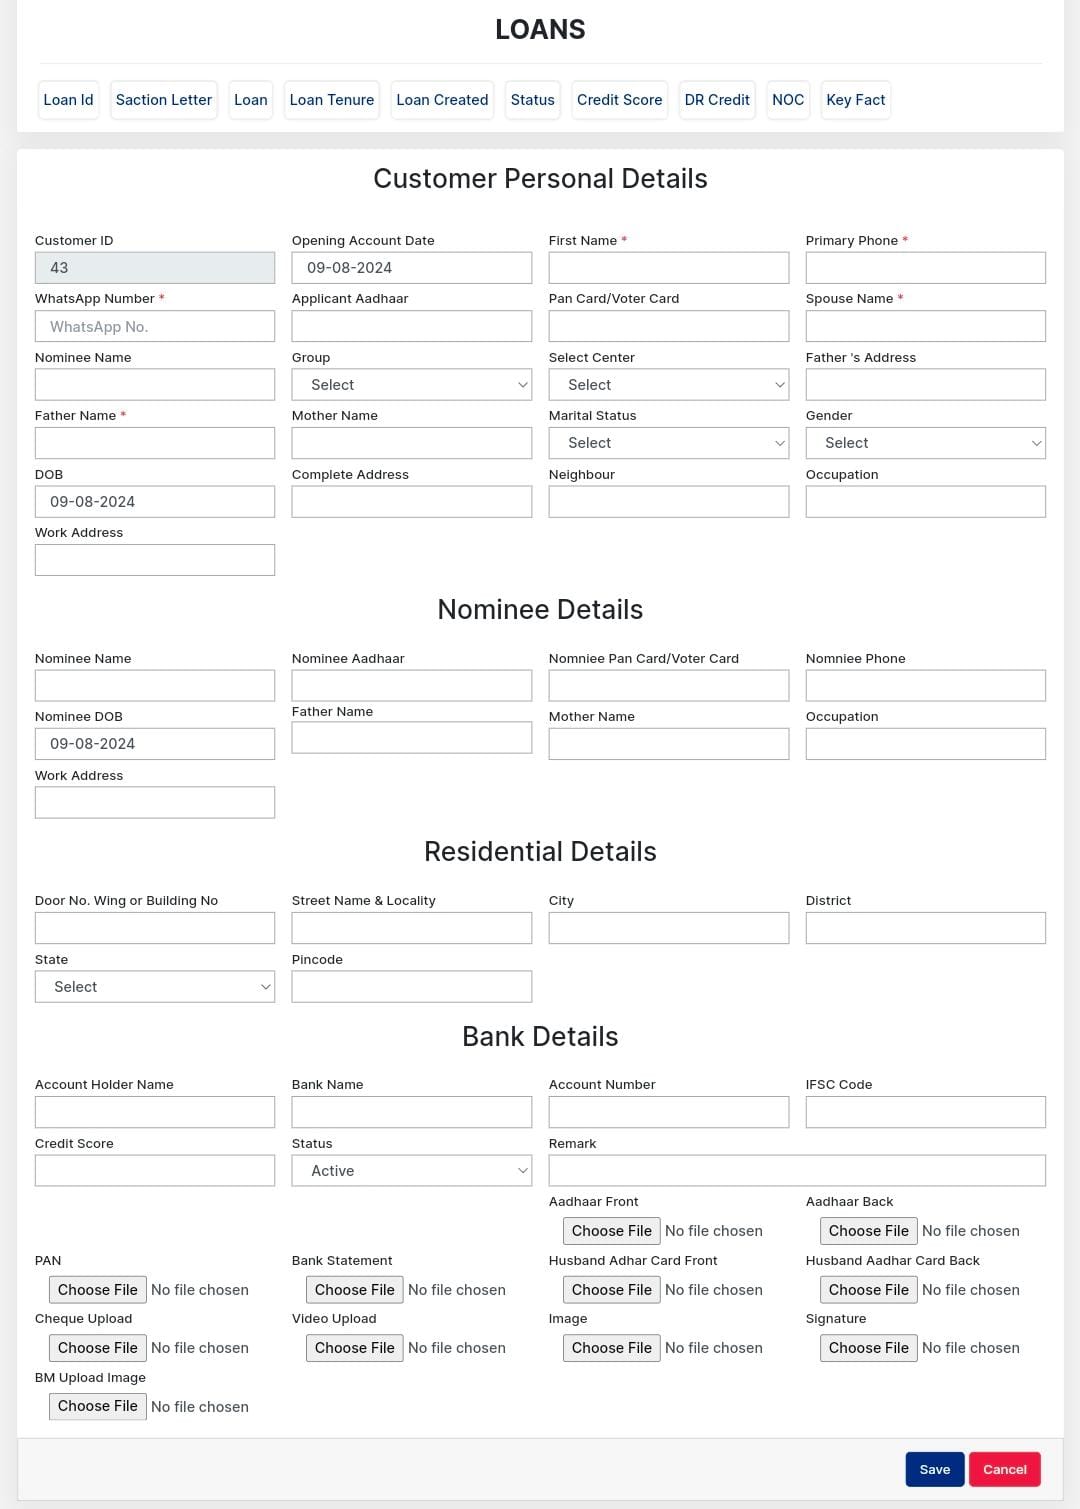 LOANS
Loan Id Saction Letter Loan Loan Tenure Loan Created Status Credit Score DR Credit NOC Key Fact
Customer Personal Details
Customer ID Opening Account Date First Name * Primary Phone *
43 09-08-2024
WhatsApp Number * Applicant Aadhaar Pan Card/Voter Card Spouse Name *
WhatsApp No.
Nominee Name Group Select Center Father 's Address
Select Select
Father Name * Mother Name Marital Status Gender
Select Select
DOB Complete Address Neighbour Occupation
09-08-2024
Work Address
Nominee Details
Nominee Name Nominee Aadhaar Nomniee Pan Card/Voter Card Nomniee Phone
Nominee DOB Father Name Mother Name Occupation
09-08-2024
Work Address
Residential Details
Door No. Wing or Building No Street Name & Locality City District
State Pincode
Select
Bank Details
Account Holder Name Bank Name Account Number IFSC Code
Credit Score Status Remark
Active
Aadhaar Front Aadhaar Back
Choose File No file chosen Choose File No file chosen
PAN Bank Statement Husband Adhar Card Front Husband Aadhar Card Back
Choose File No file chosen Choose File No file chosen Choose File No file chosen Choose File No file chosen
Cheque Upload Video Upload Image Signature
Choose File No file chosen Choose File No file chosen Choose File No file chosen Choose File No file chosen
BM Upload Image
Choose File No file chosen
Save Cancel